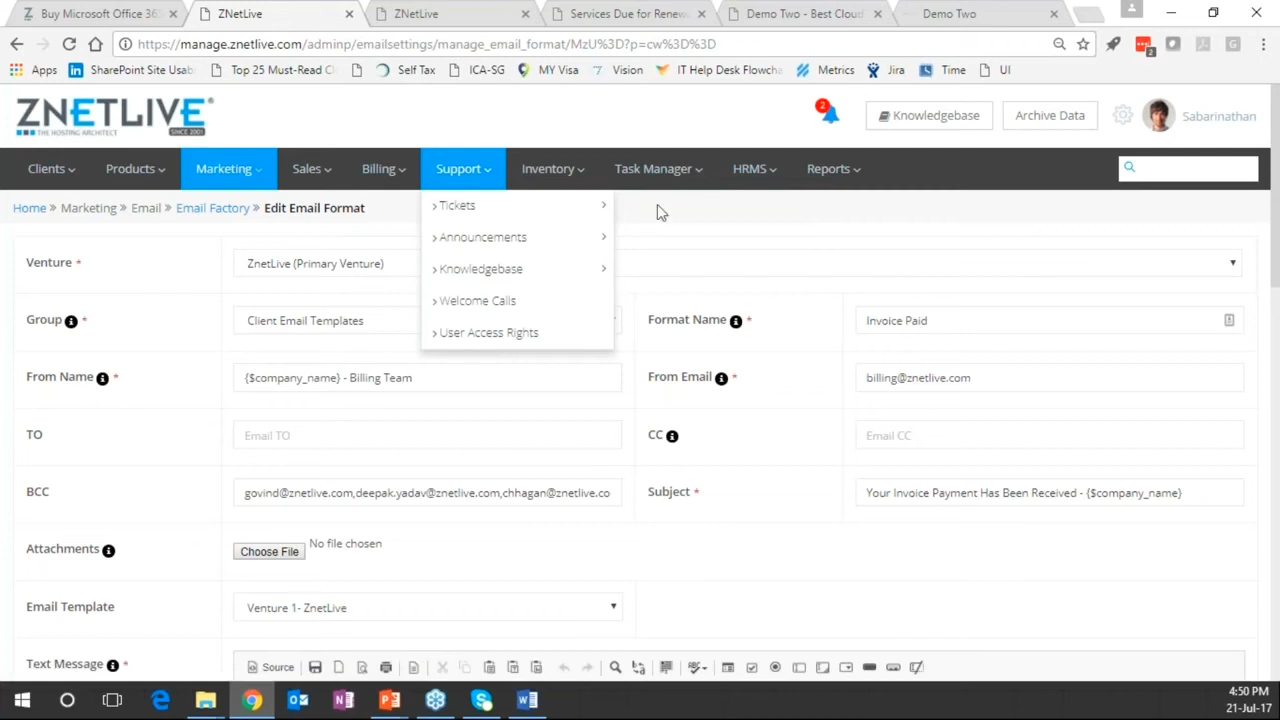 Buy Microsoft Office 365
ZNetLive
ZNETLive
Services Due for Renew
Demo Two - Best Cloud
Demo Two
https://manage.znetlive.com/adminp/emailsettings/manage_email_format/MzU%3D?p=cw%3D%3D
2
Apps
SharePoint Site Usab
Top 25 Must-Read Cl
Self Tax
ICA-SG
MY Visa
Vision
IT Help Desk Flowcha
Metrics
Jira
Time
UI
ZNETLIVE
THE HOSTING ARCHITECT
SINCE 2001
2
Knowledgebase
Archive Data
Sabarinathan
Clients
Products
Marketing
Sales
Billing
Support
Inventory
Task Manager
HRMS
Reports
Home » Marketing » Email » Email Factory » Edit Email Format
Tickets
Announcements
Knowledgebase
Welcome Calls
User Access Rights
Venture *
ZnetLive (Primary Venture)
Group *
Client Email Templates
Format Name *
Invoice Paid
From Name *
{$company_name} - Billing Team
From Email *
billing@znetlive.com
TO
Email TO
CC
Email CC
BCC
govind@znetlive.com,deepak.yadav@znetlive.com,chhagan@znetlive.co
Subject *
Your Invoice Payment Has Been Received - {$company_name}
Attachments
Choose File
No file chosen
Email Template
Venture 1- ZnetLive
Text Message *
Source
4:50 PM
21-Jul-17